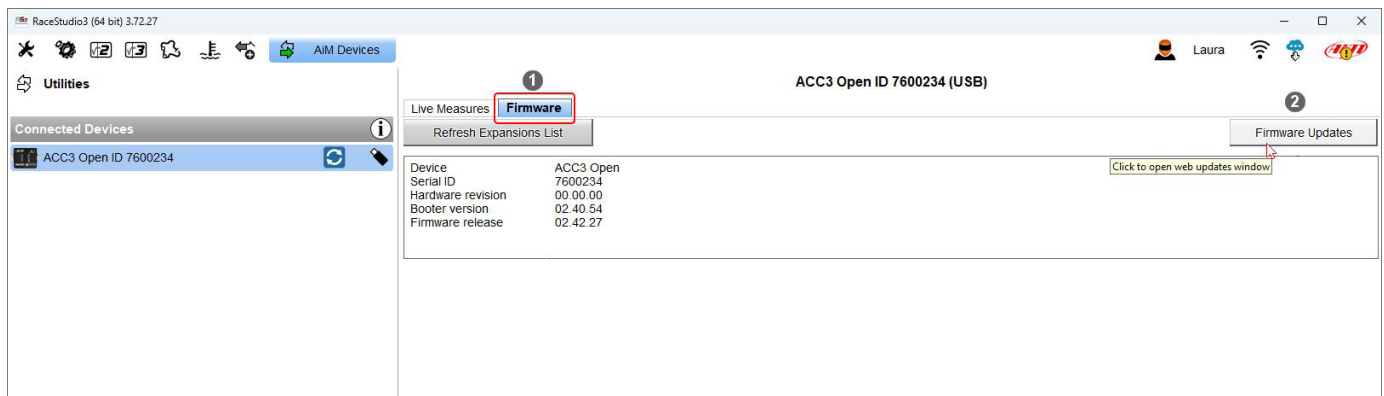 RaceStudio3 (64 bit) 3.72.27
AiM Devices
Laura
Utilities
1
ACC3 Open ID 7600234 (USB)
2
Live Measures Firmware
Connected Devices
Refresh Expansions List
Firmware Updates
ACC3 Open ID 7600234
Click to open web updates window
Device ACC3 Open
Serial ID 7600234
Hardware revision 00.00.00
Booter version 02.40.54
Firmware release 02.42.27